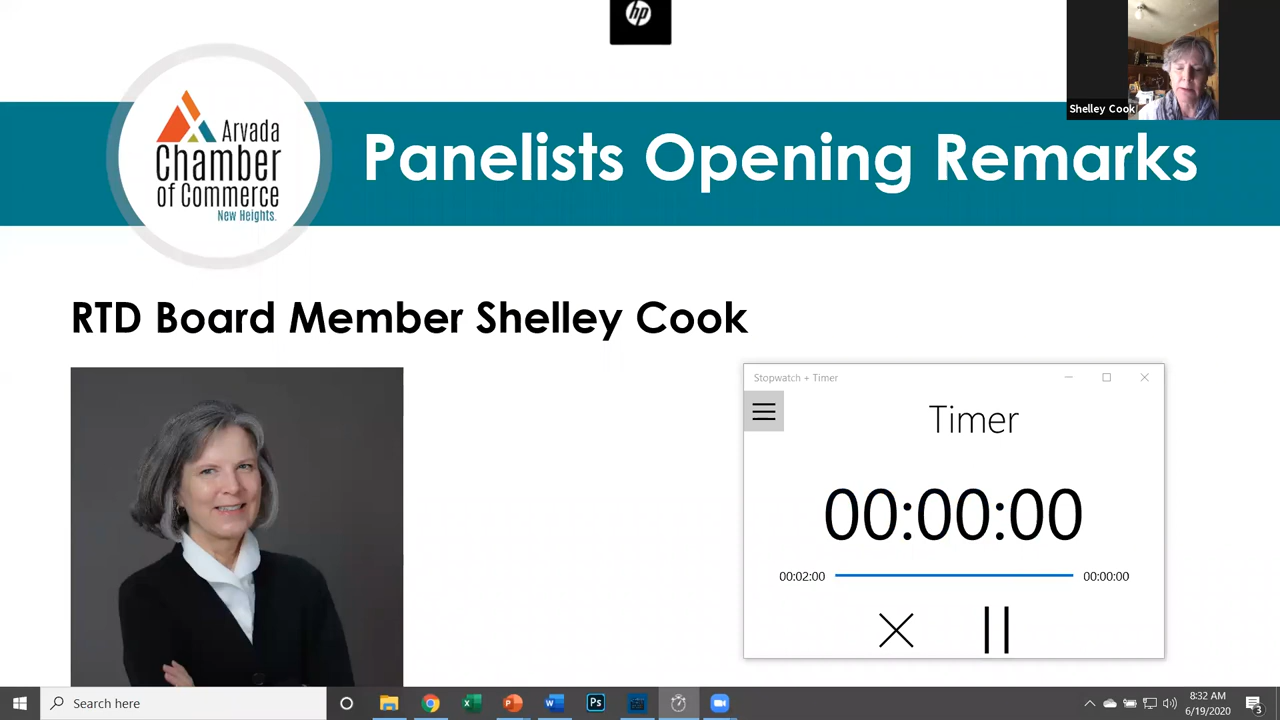 hp
Shelley Cook
Arvada
Chamber
of Commerce
New Heights.
Panelists Opening Remarks
RTD Board Member Shelley Cook
Stopwatch + Timer
Timer
00:00:00
00:02:00
00:00:00
Search here
Ps
8:32 AM
6/19/2020
3